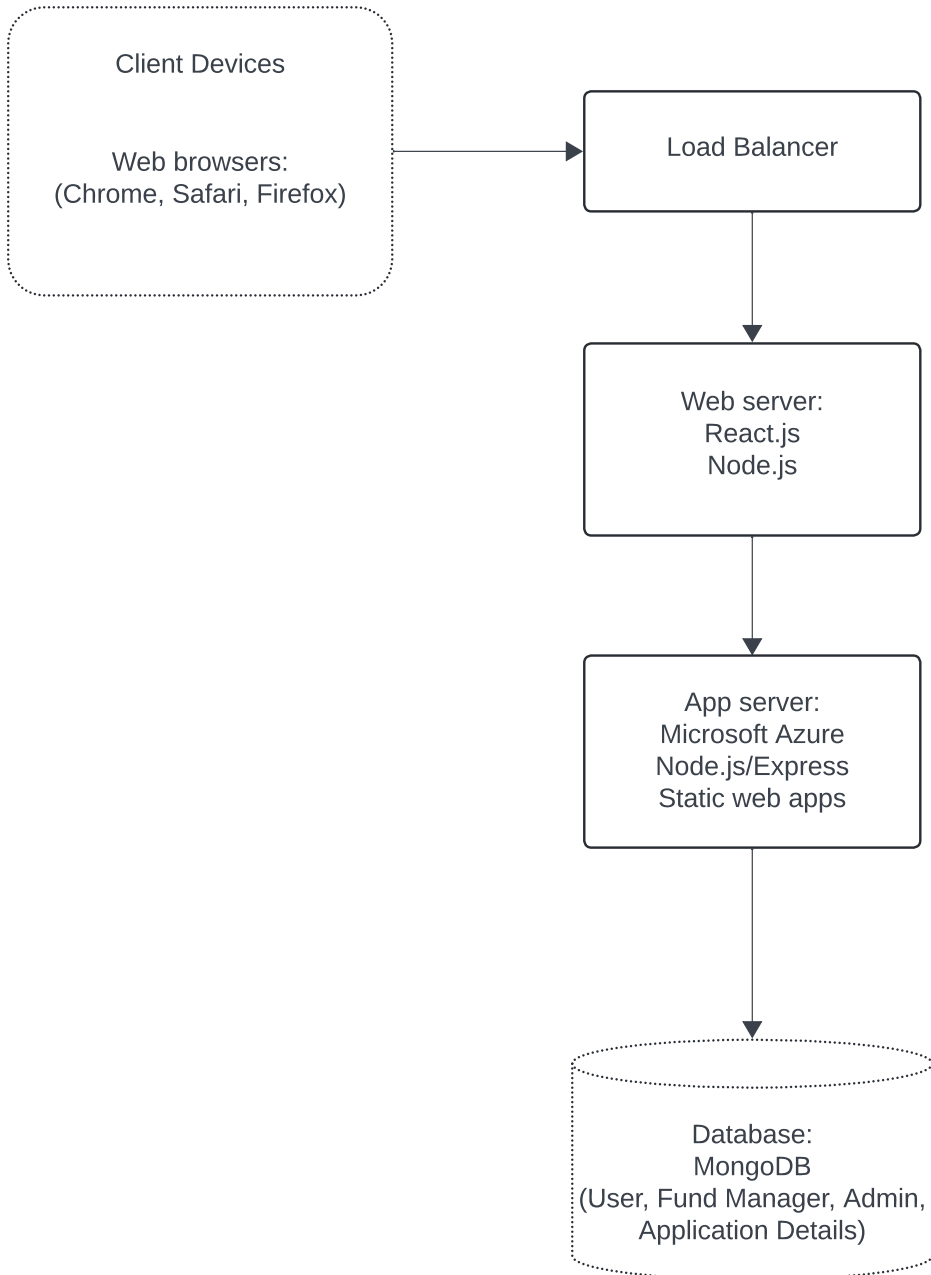 Client Devices
Web browsers:
(Chrome, Safari, Firefox)
Load Balancer
Web server:
React.js
Node.js
App server:
Microsoft Azure
Node.js/Express
Static web apps
Database:
MongoDB
(User, Fund Manager, Admin,
Application Details)